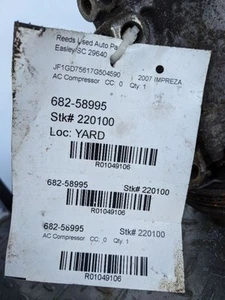 Reeds Used Auto Pa
Easley SC 29640
JF1GD75617G504590 2007 IMPREZA
AC Compressor CC: 0 Qty: 1
682-58995
Stk# 220100
Loc: YARD
R01049106
682-58995 Stk# 220100
R01049106
682-58995 Stk# 220100
AC Compressor CC: 0 Qty: 1
R01049106